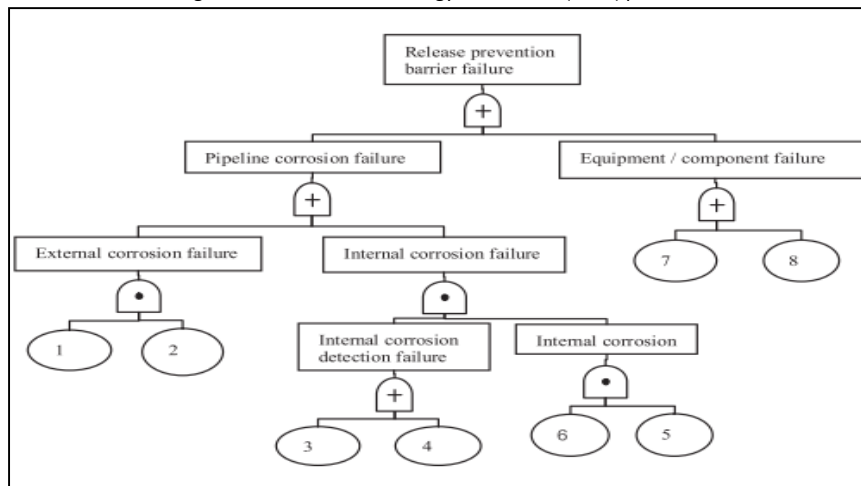 Release prevention
barrier failure
+
Pipeline corrosion failure
Equipment / component failure
+
+
External corrosion failure
Internal corrosion failure
7
8
•
•
1
2
Internal corrosion
detection failure
Internal corrosion
+
•
3
4
6
5